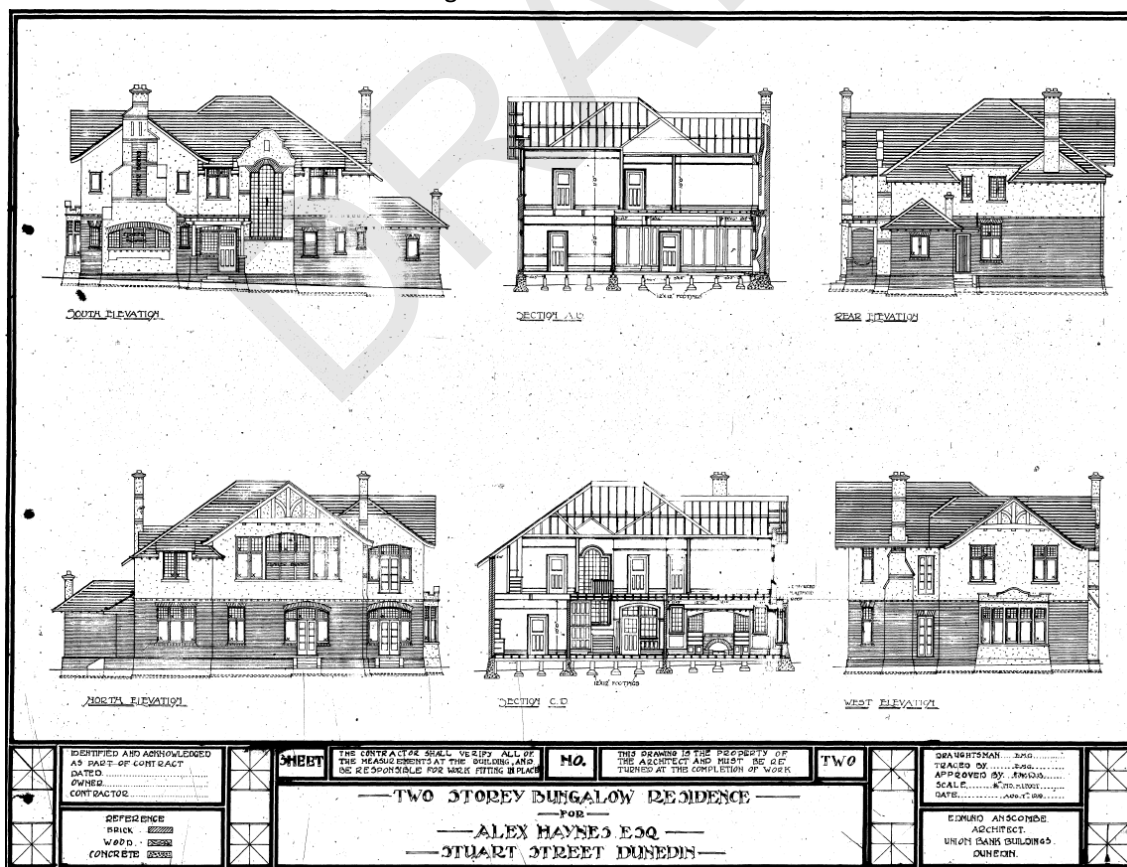 DRA
SOUTH ELEVATION
SECTION A.B
REAR ELEVATION
NORTH ELEVATION
SECTION C.D
WEST ELEVATION
12X12 FOOTINGS
IDENTIFIED AND ACKNOWLEDGED
AS PART OF CONTRACT
DATED
OWNER
CONTRACTOR
REFERENCE
BRICK
WOOD
CONCRETE
SHEET
THE CONTRACTOR SHALL VERIFY ALL OF
THE MEASUREMENTS AT THE BUILDING, AND
BE RESPONSIBLE FOR WORK FITTING IN PLACE
NO.
THIS DRAWING IS THE PROPERTY OF
THE ARCHITECT AND MUST BE RE
TURNED AT THE COMPLETION OF WORK
TWO
TWO STOREY BUNGALOW RESIDENCE
FOR
ALEX HAYNES ESQ
STUART STREET DUNEDIN
DRAUGHTSMAN
TRACED BY
APPROVED BY
SCALE
DATE
EDMUND ANSCOMBE
ARCHITECT.
UNION BANK BUILDINGS
DUNEDIN.